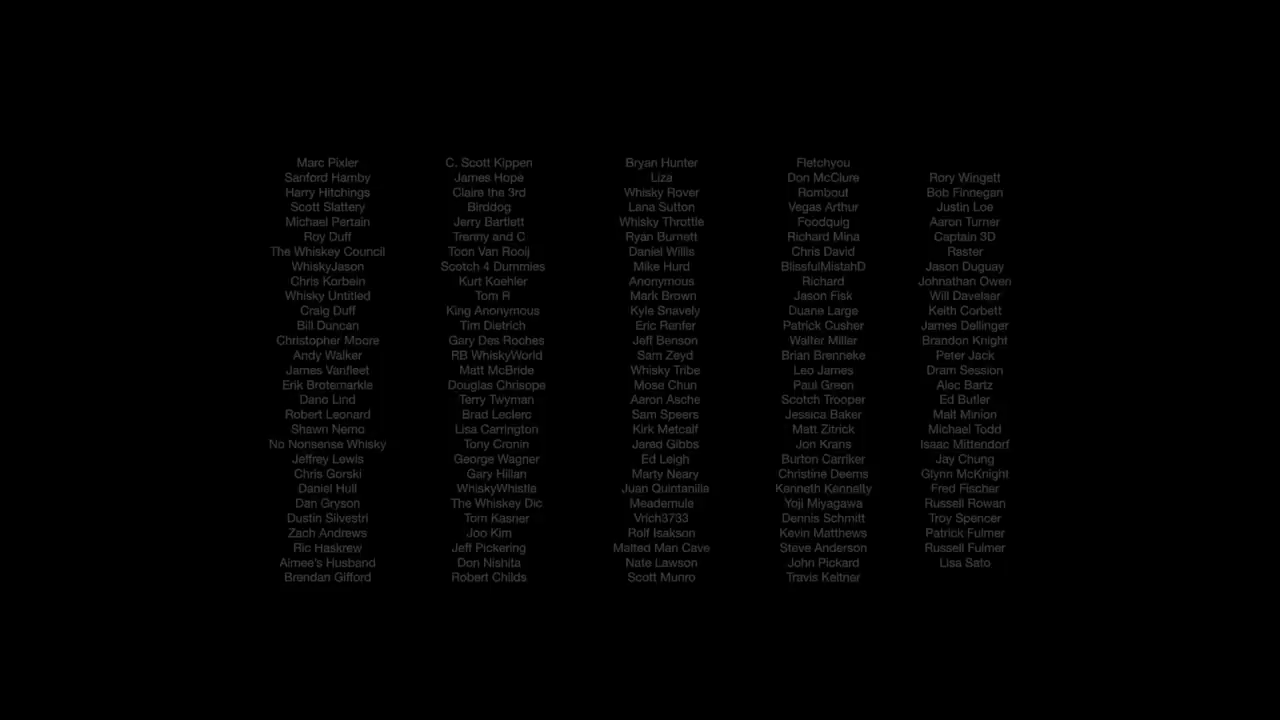 Marc Pixler
Sanford Hamby
Harry Hitchings
Scott Slattery
Michael Pertain
Roy Duff
The Whiskey Council
WhiskyJason
Chris Korbein
Whisky Untitled
Craig Duff
Bill Duncan
Christopher Moore
Andy Walker
James Vanfleet
Erik Brotemarkle
Dano Lind
Robert Leonard
Shawn Nemo
No Nonsense Whisky
Jeffrey Lewis
Chris Gorski
Daniel Hull
Dan Gryson
Dustin Silvestri
Zach Andrews
Ric Haskrew
Aimee's Husband
Brendan Gifford
C. Scott Kippen
James Hope
Claire the 3rd
Birddog
Jerry Bartlett
Tremy and C
Toon Van Rooij
Scotch 4 Dummies
Kurt Koehler
Tom R
King Anonymous
Tim Dietrich
Gary Des Roches
RB WhiskyWorld
Matt McBride
Douglas Chrisope
Terry Twyman
Brad Leclerc
Lisa Carrington
Tony Cronin
George Wagner
Gary Hillan
WhiskyWhistle
The Whiskey Dic
Tom Kasner
Joo Kim
Jeff Pickering
Don Nishita
Robert Childs
Bryan Hunter
Liza
Whisky Rover
Lana Sutton
Whisky Throttle
Ryan Burnett
Daniel Willis
Mike Hurd
Anonymous
Mark Brown
Kyle Snavely
Eric Renfer
Jeff Benson
Sam Zeyd
Whisky Tribe
Mose Chun
Aaron Asche
Sam Speers
Kirk Metcalf
Jared Gibbs
Ed Leigh
Marty Neary
Juan Quintanilla
Meademule
Vrich3733
Rolf Isakson
Malted Man Cave
Nate Lawson
Scott Munro
Fletchyou
Don McClure
Rambout
Vegas Arthur
Foodquig
Richard Mina
Chris David
BlissfulMistahD
Richard
Jason Fisk
Duane Large
Patrick Cusher
Walter Miller
Brian Brenneke
Leo James
Paul Green
Scotch Trooper
Jessica Baker
Matt Zitrick
Jon Krans
Burton Carriker
Christine Deems
Kenneth Kennelly
Yoji Miyagawa
Dennis Schmitt
Kevin Matthews
Steve Anderson
John Pickard
Travis Keltner
Rory Wingett
Bob Finnegan
Justin Loe
Aaron Turner
Captain 3D
Raster
Jason Duguay
Johnathan Owen
Will Davelaar
Keith Corbett
James Dellinger
Brandon Knight
Peter Jack
Dram Session
Alec Bartz
Ed Butler
Malt Minion
Michael Todd
Isaac Mittendorf
Jay Chung
Glynn McKnight
Fred Fischer
Russell Rowan
Troy Spencer
Patrick Fulmer
Russell Fulmer
Lisa Sato